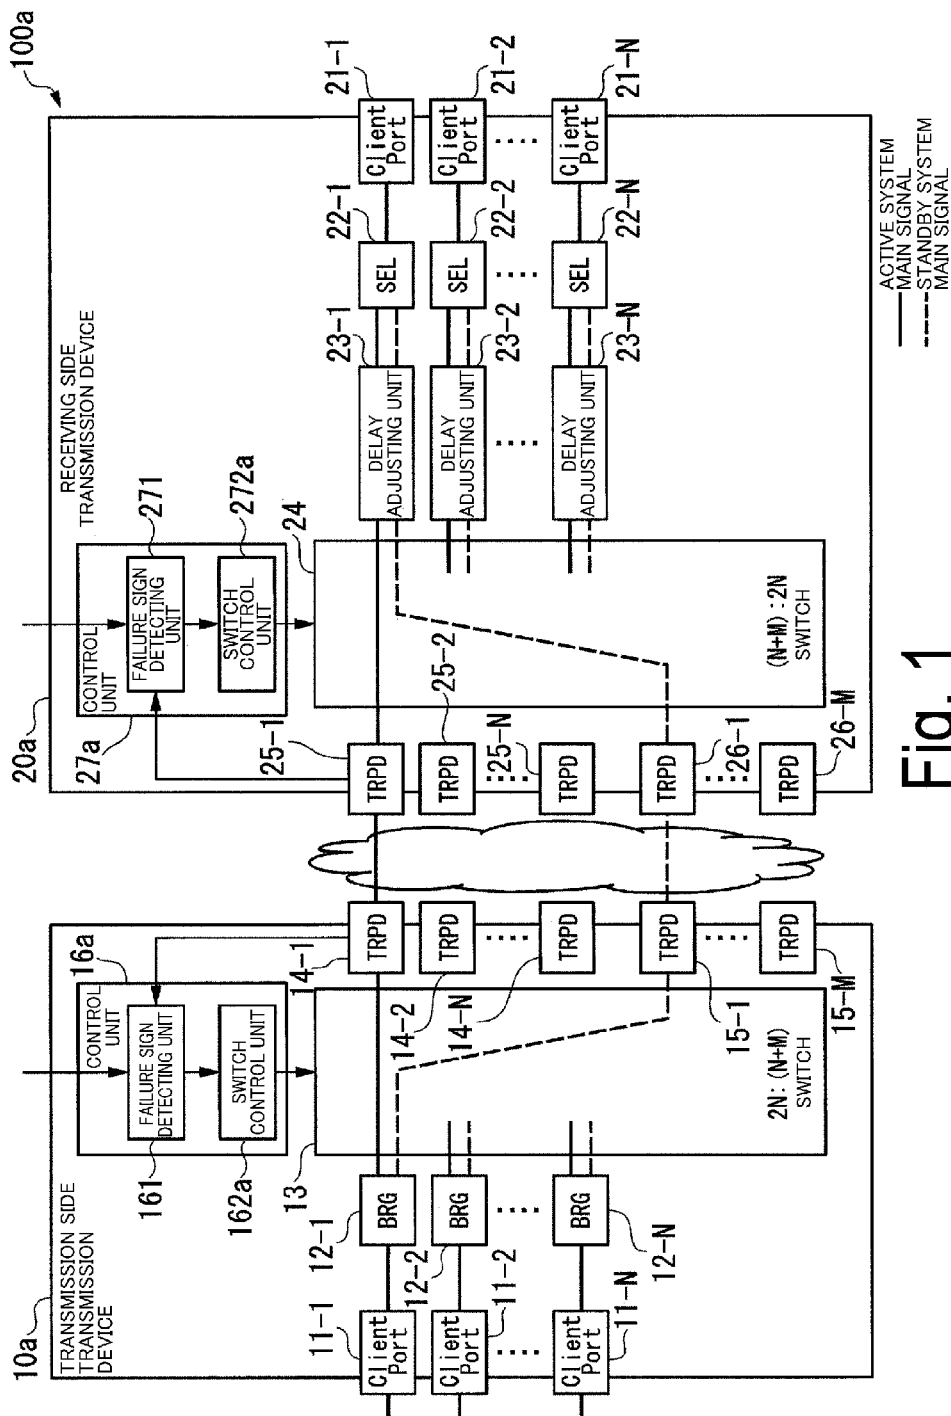 100a
10a
TRANSMISSION SIDE
TRANSMISSION
DEVICE
16a
CONTROL
UNIT
FAILURE SIGN
DETECTING UNIT
161
SWITCH
CONTROL UNIT
162a
13
2N:(N+M)
SWITCH
11-1
Client
Port
11-2
Client
Port
11-N
Client
Port
12-1
BRG
12-2
BRG
12-N
BRG
14-1
TRPD
14-2
TRPD
14-N
TRPD
15-1
TRPD
15-M
TRPD
20a
RECEIVING SIDE
TRANSMISSION DEVICE
27a
CONTROL
UNIT
FAILURE SIGN
DETECTING
UNIT
271
SWITCH CONTROL
UNIT
272a
24
(N+M):2N
SWITCH
25-1
TRPD
25-2
TRPD
25-N
TRPD
26-1
TRPD
26-M
TRPD
23-1
DELAY
ADJUSTING UNIT
23-2
DELAY
ADJUSTING UNIT
23-N
DELAY
ADJUSTING UNIT
22-1
SEL
22-2
SEL
22-N
SEL
21-1
Client
Port
21-2
Client
Port
21-N
Client
Port
ACTIVE SYSTEM
MAIN SIGNAL
STANDBY SYSTEM
MAIN SIGNAL
Fig. 1